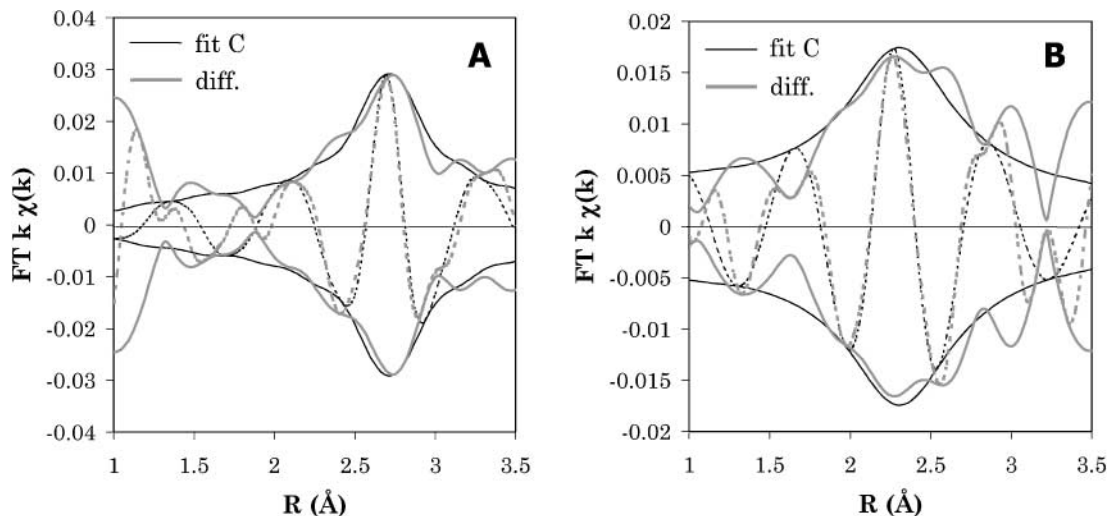 A
fit C
diff.
0.04
0.03
0.02
0.01
0
-0.01
-0.02
-0.03
-0.04
FT k χ(k)
1 1.5 2 2.5 3 3.5
R (Å)
B
fit C
diff.
0.02
0.015
0.01
0.005
0
-0.005
-0.01
-0.015
-0.02
FT k χ(k)
1 1.5 2 2.5 3 3.5
R (Å)